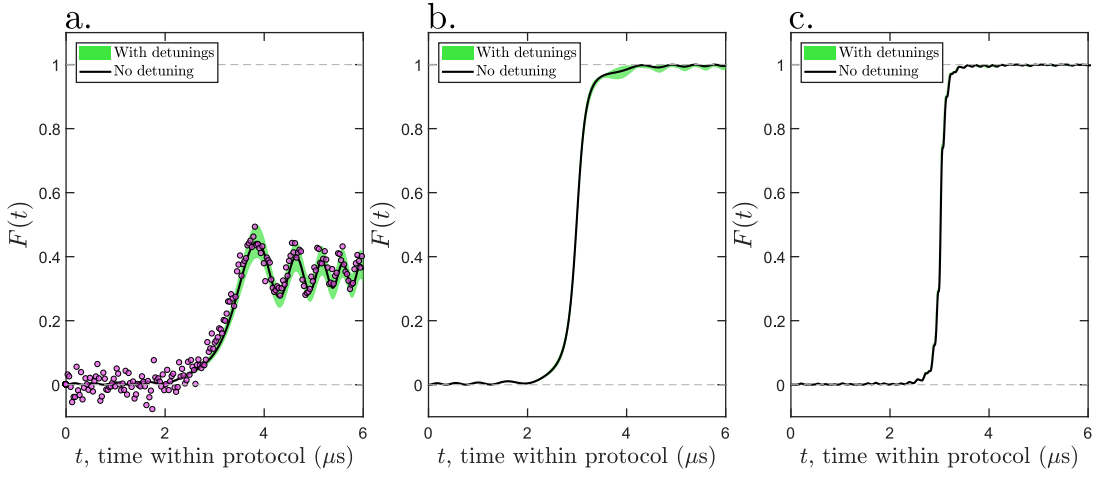 a.
With detunings
No detuning
1
0.8
0.6
0.4
0.2
0
F(t)
0 2 4 6
t, time within protocol (μs)
b.
With detunings
No detuning
1
0.8
0.6
0.4
0.2
0
F(t)
0 2 4 6
t, time within protocol (μs)
c.
With detunings
No detuning
1
0.8
0.6
0.4
0.2
0
F(t)
0 2 4 6
t, time within protocol (μs)